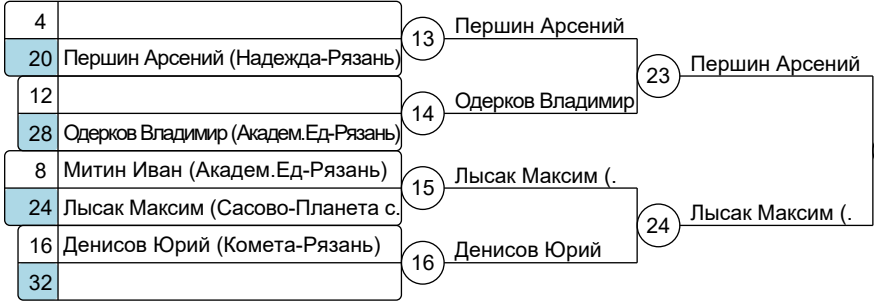 4
20 Першин Арсений (Надежда-Рязань)
13
Першин Арсений
12
28 Одерков Владимир (Академ.Ед-Рязань)
14
Одерков Владимир
23
Першин Арсений
8 Митин Иван (Академ.Ед-Рязань)
24 Лысак Максим (Сасово-Планета с.
15
Лысак Максим (.
16 Денисов Юрий (Комета-Рязань)
32
16
Денисов Юрий
24
Лысак Максим (.